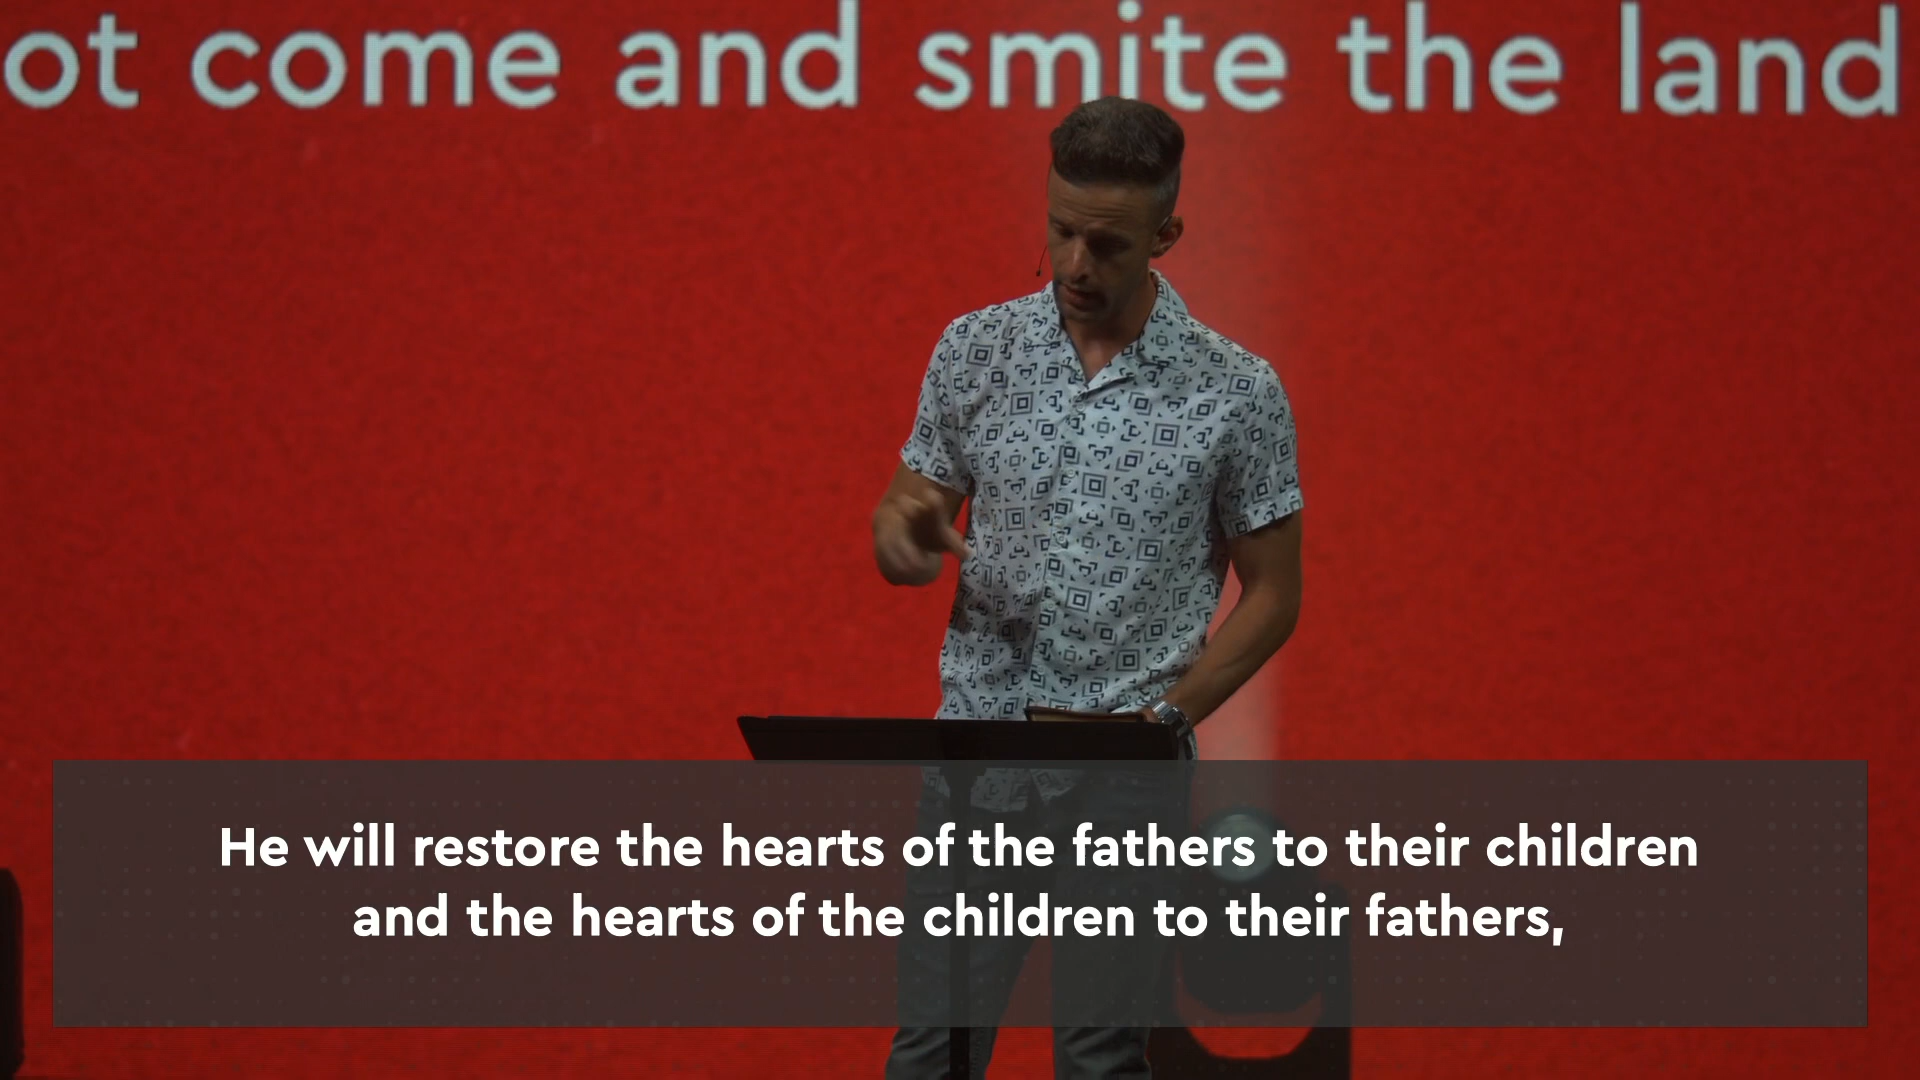 ot come and smite the land
He will restore the hearts of the fathers to their children
and the hearts of the children to their fathers,